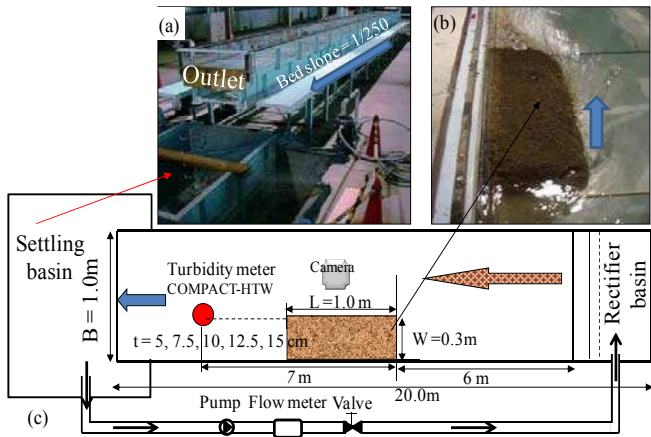 (a)
Outlet
Bed slope = 1/250
(b)
Settling
basin
B = 1.0m
Turbidity meter
COMPACT-HTW
Camera
L=1.0 m
t = 5, 7.5, 10, 12.5, 15 cm
W = 0.3m
Rectifier
basin
7 m
6 m
20.0m
(c)
Pump Flow meter Valve